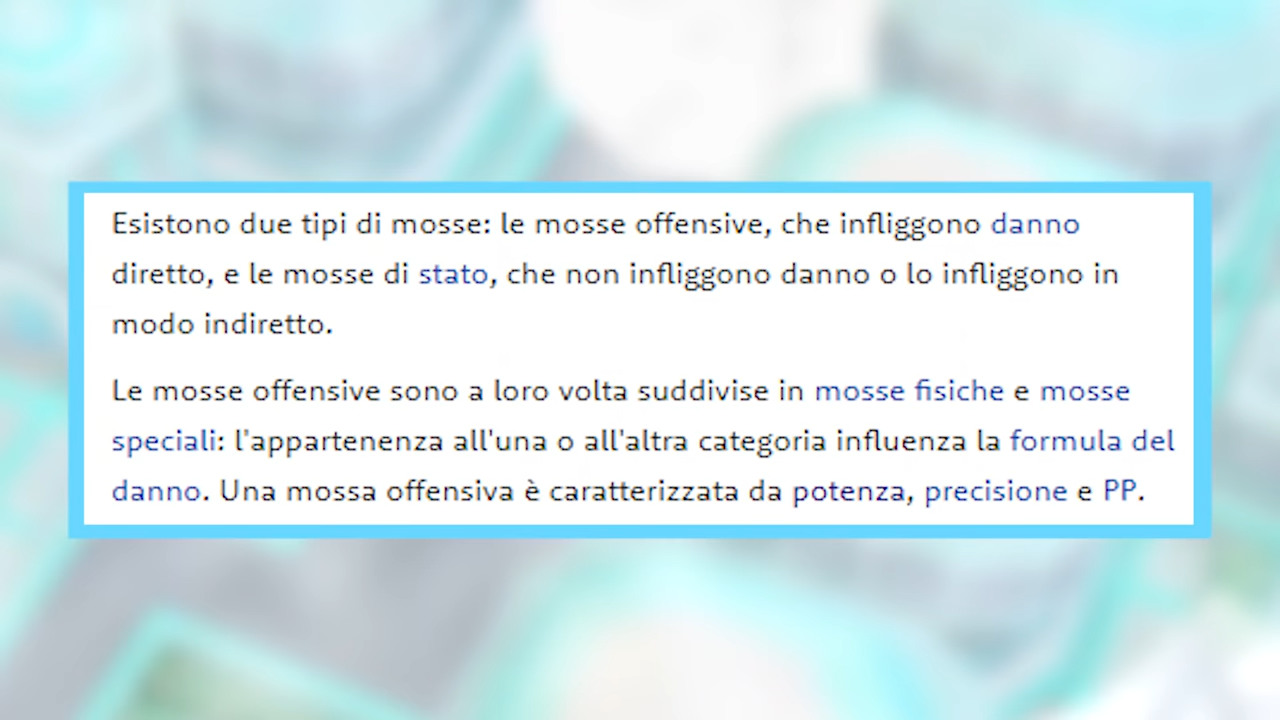 Esistono due tipi di mosse: le mosse offensive, che infliggono danno
diretto, e le mosse di stato, che non infliggono danno o lo infliggono in
modo indiretto.
Le mosse offensive sono a loro volta suddivise in mosse fisiche e mosse
speciali: l'appartenenza all'una o all'altra categoria influenza la formula del
danno. Una mossa offensiva è caratterizzata da potenza, precisione e PP.